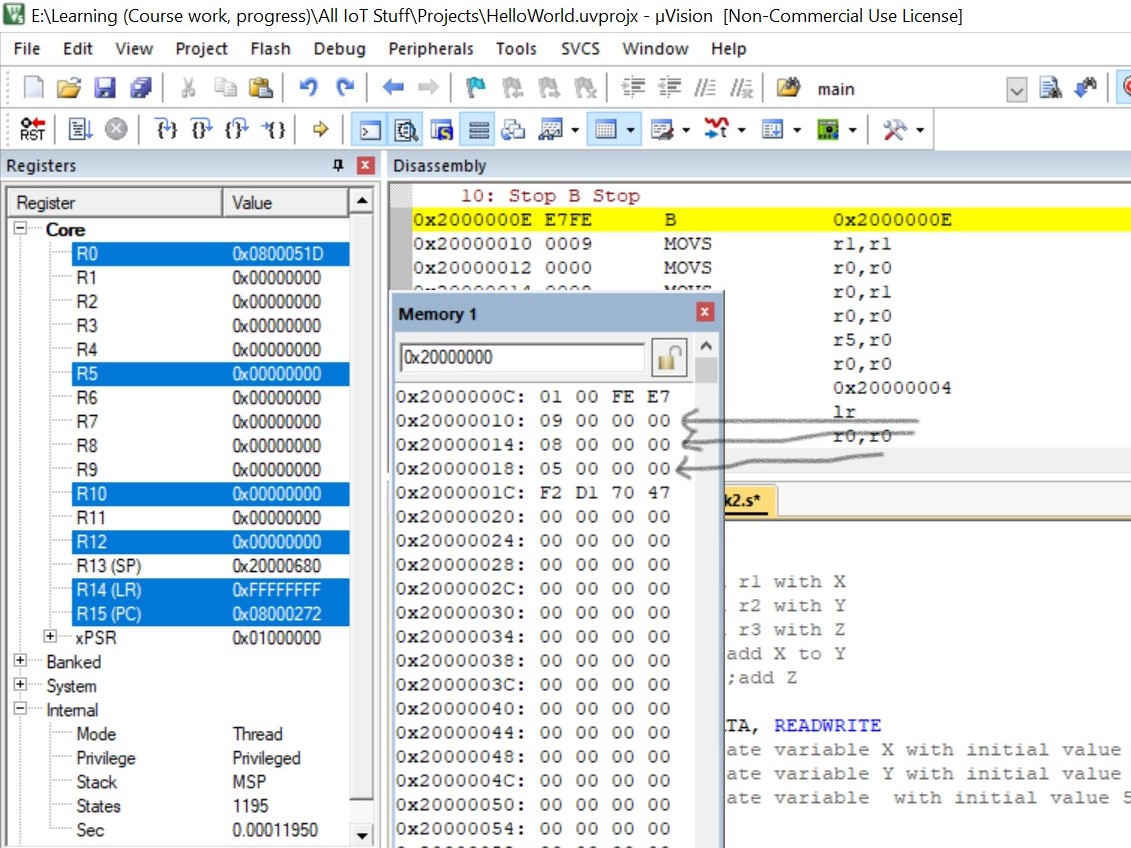 E:\Learning (Course work, progress)\All IoT Stuff\Projects\HelloWorld.uvprojx - µVision [Non-Commercial Use License]
File Edit View Project Flash Debug Peripherals Tools SVCS Window Help
main
RST
Registers
Register Value
Core
R0 0x0800051D
R1 0x00000000
R2 0x00000000
R3 0x00000000
R4 0x00000000
R5 0x00000000
R6 0x00000000
R7 0x00000000
R8 0x00000000
R9 0x00000000
R10 0x00000000
R11 0x00000000
R12 0x00000000
R13 (SP) 0x20000680
R14 (LR) 0xFFFFFFFF
R15 (PC) 0x08000272
xPSR 0x01000000
Banked
System
Internal
Mode Thread
Privilege Privileged
Stack MSP
States 1195
Sec 0.00011950
Disassembly
10: Stop B Stop
0x2000000E E7FE B 0x2000000E
0x20000010 0009 MOVS r1,r1
0x20000012 0000 MOVS r0,r0
r0,r1
r0,r0
r5,r0
r0,r0
0x20000004
lr
r0,r0
Memory 1
0x20000000
0x2000000C: 01 00 FE E7
0x20000010: 09 00 00 00
0x20000014: 08 00 00 00
0x20000018: 05 00 00 00
0x2000001C: F2 D1 70 47
0x20000020: 00 00 00 00
0x20000024: 00 00 00 00
0x20000028: 00 00 00 00
0x2000002C: 00 00 00 00
0x20000030: 00 00 00 00
0x20000034: 00 00 00 00
0x20000038: 00 00 00 00
0x2000003C: 00 00 00 00
0x20000040: 00 00 00 00
0x20000044: 00 00 00 00
0x20000048: 00 00 00 00
0x2000004C: 00 00 00 00
0x20000050: 00 00 00 00
0x20000054: 00 00 00 00
k2.s*
r1 with X
r2 with Y
r3 with Z
add X to Y
;add Z
TA, READWRITE
ate variable X with initial value
ate variable Y with initial value
ate variable with initial value 5